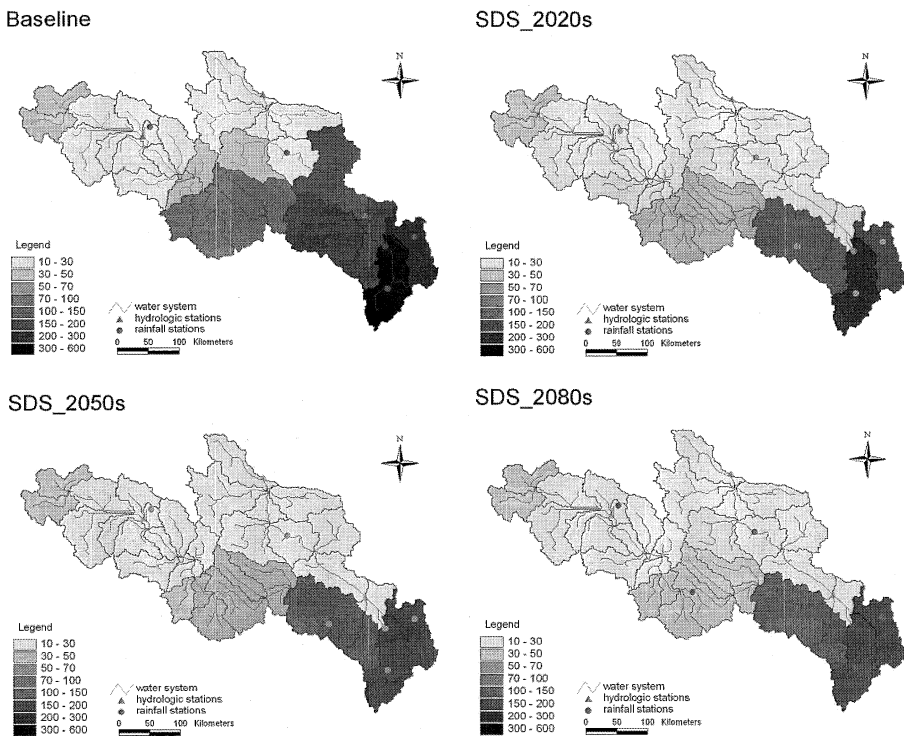 Baseline
N
Legend
10 - 30
30 - 50
50 - 70
70 - 100
100 - 150
150 - 200
200 - 300
300 - 600
water system
hydrologic stations
rainfall stations
0 50 100 Kilometers
SDS_2020s
N
Legend
10 - 30
30 - 50
50 - 70
70 - 100
100 - 150
150 - 200
200 - 300
300 - 600
water system
hydrologic stations
rainfall stations
0 50 100 Kilometers
SDS_2050s
N
Legend
10 - 30
30 - 50
50 - 70
70 - 100
100 - 150
150 - 200
200 - 300
300 - 600
water system
hydrologic stations
rainfall stations
0 50 100 Kilometers
SDS_2080s
N
Legend
10 - 30
30 - 50
50 - 70
70 - 100
100 - 150
150 - 200
200 - 300
300 - 600
water system
hydrologic stations
rainfall stations
0 50 100 Kilometers